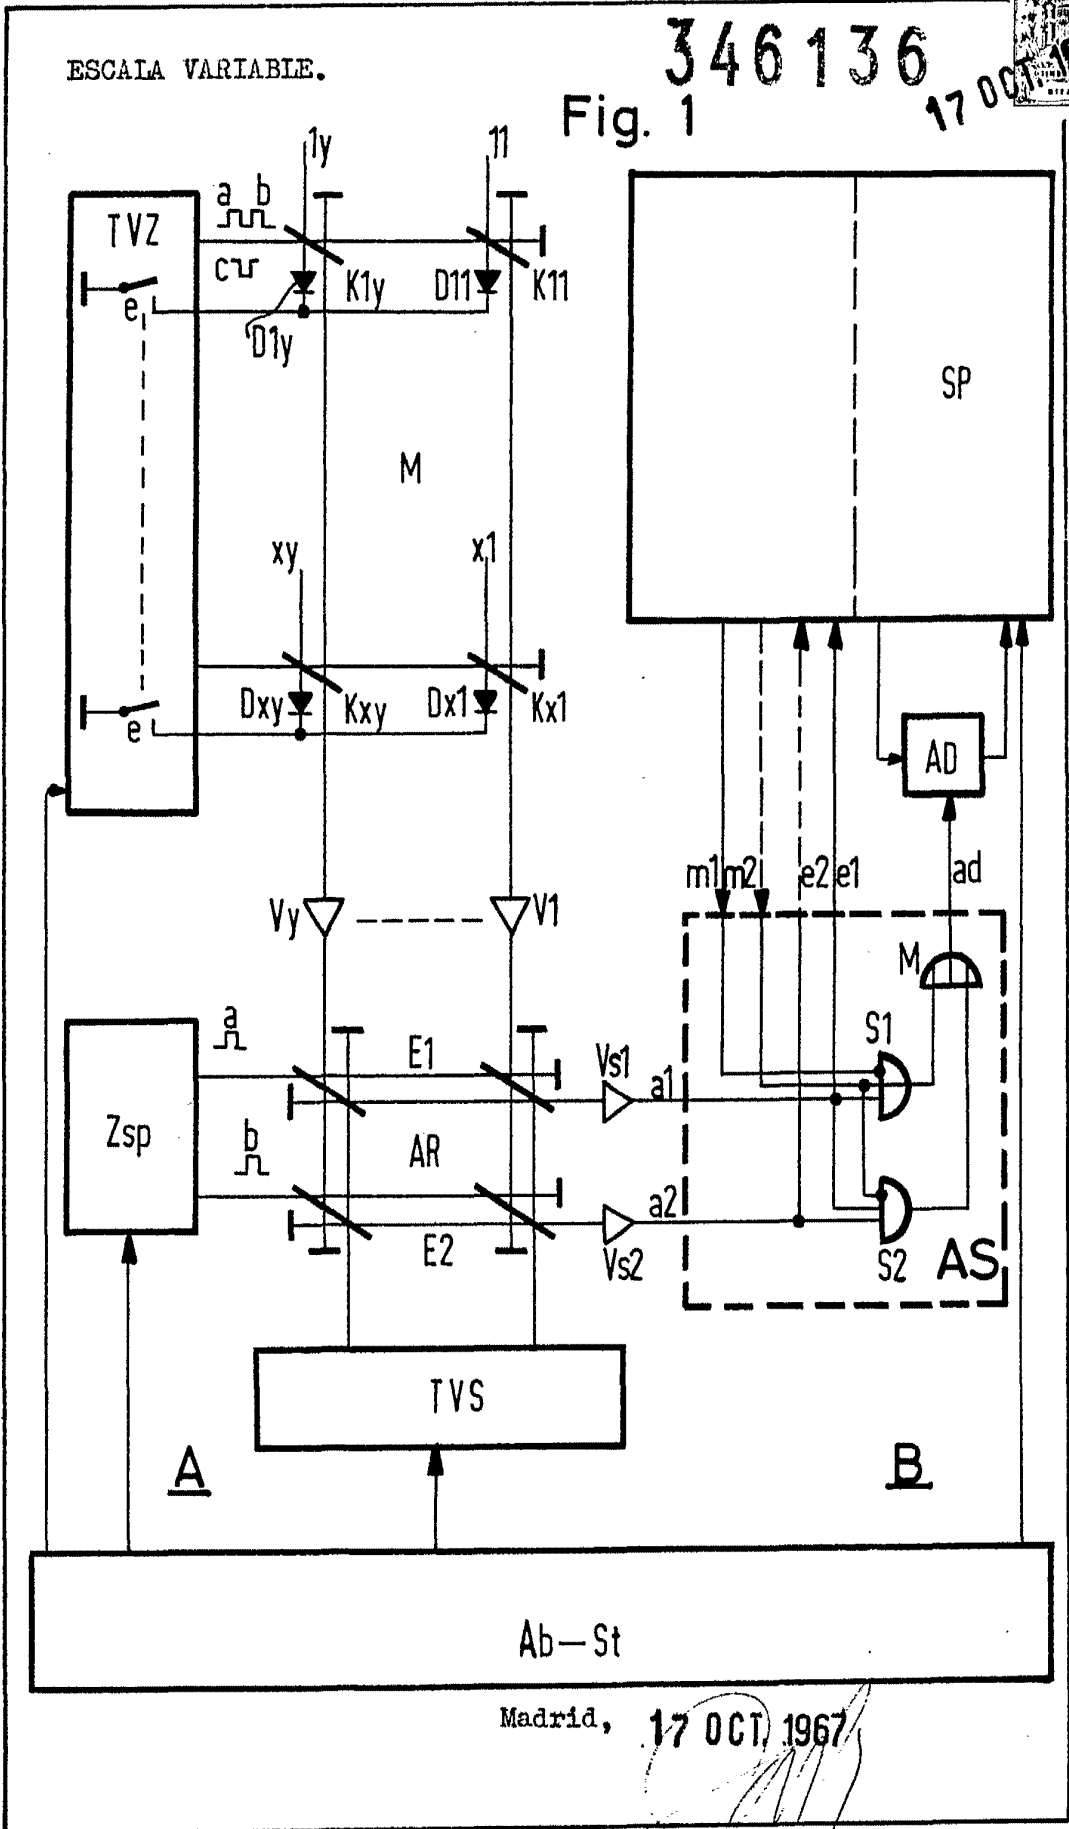 ESCALA VARIABLE.
346136
17 OCT. 1
Fig. 1
1y 11
a b
TVZ
c
K1y D11 K11
e
D1y
SP
M
xy x1
Dxy Kxy Dx1 Kx1
e
AD
m1 m2 e2 e1 ad
Vy V1
M
a
E1 Vs1 S1
a1
Zsp
b
AR
a2
E2 Vs2 S2 AS
TVS
A B
Ab-St
Madrid, 17 OCT. 1967